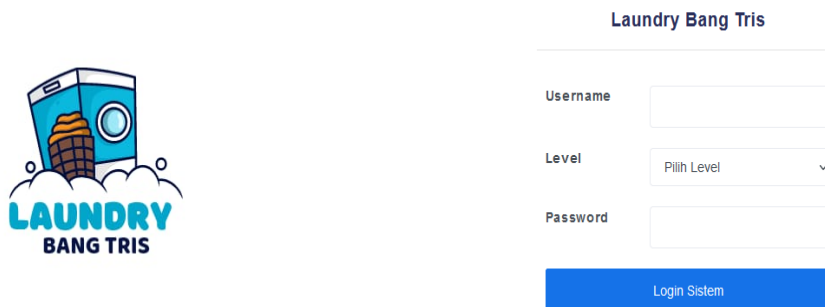 LAUNDRY
BANG TRIS
Laundry Bang Tris
Username
Level
Pilih Level
Password
Login Sistem